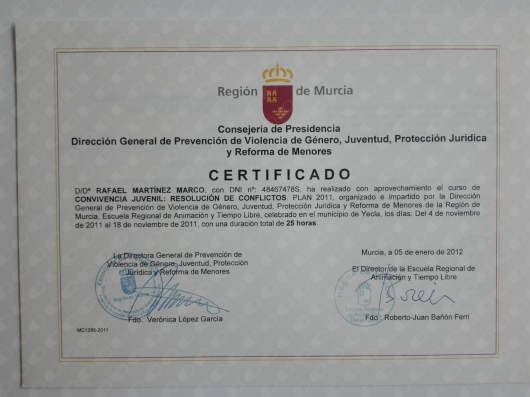 Región de Murcia
Consejería de Presidencia
Dirección General de Prevención de Violencia de Género, Juventud, Protección Jurídica
y Reforma de Menores
CERTIFICADO
D/Dª RAFAEL MARTÍNEZ MARCO, con DNI nº: 48467478S, ha realizado con aprovechamiento el curso de
CONVIVENCIA JUVENIL: RESOLUCIÓN DE CONFLICTOS. PLAN 2011, organizado e impartido por la Dirección
General de Prevención de Violencia de Género, Juventud, Protección Jurídica y Reforma de Menores de la Región de
Murcia, Escuela Regional de Animación y Tiempo Libre, celebrado en el municipio de Yecla, los días: Del 4 de noviembre
de 2011 al 18 de noviembre de 2011, con una duración total de 25 horas.
La Directora General de Prevención de
Violencia de Género, Juventud, Protección
Jurídica y Reforma de Menores
Fdo.: Verónica López García
Murcia, a 05 de enero de 2012
El Director de la Escuela Regional de
Animación y Tiempo Libre
Fdo.: Roberto-Juan Bañón Ferri
MC1285-2011